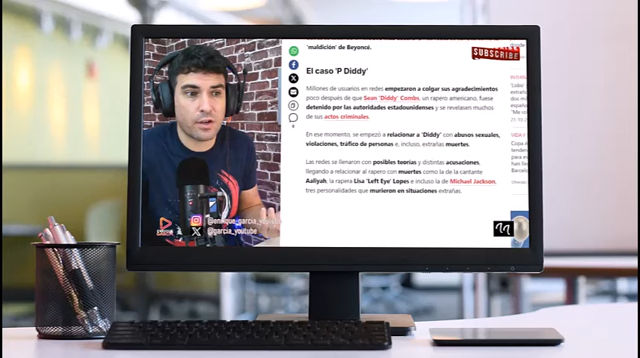 'maldición' de Beyoncé.
SUBSCRIBE
El caso 'P Diddy'
Millones de usuarios en redes empezaron a colgar sus agradecimientos
poco después de que Sean 'Diddy' Combs, un rapero americano, fuese
detenido por las autoridades estadounidenses y se revelasen muchos
de sus actos criminales.
En ese momento, se empezó a relacionar a 'Diddy' con abusos sexuales,
violaciones, tráfico de personas e, incluso, extrañas muertes.
Las redes se llenaron con posibles teorías y distintas acusaciones,
llegando a relacionar al rapero con muertes como la de la cantante
Aaliyah, la rapera Lisa 'Left Eye' Lopes e incluso la de Michael Jackson,
tres personalidades que murieron en situaciones extrañas.
@enrique_garcia_youtube
@garcia_youtube